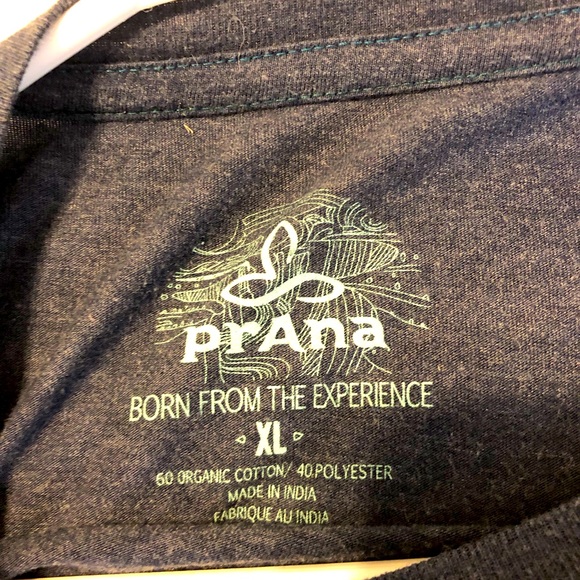 prAna
BORN FROM THE EXPERIENCE
XL
60 ORGANIC COTTON/ 40 POLYESTER
MADE IN INDIA
FABRIQUE AU INDIA